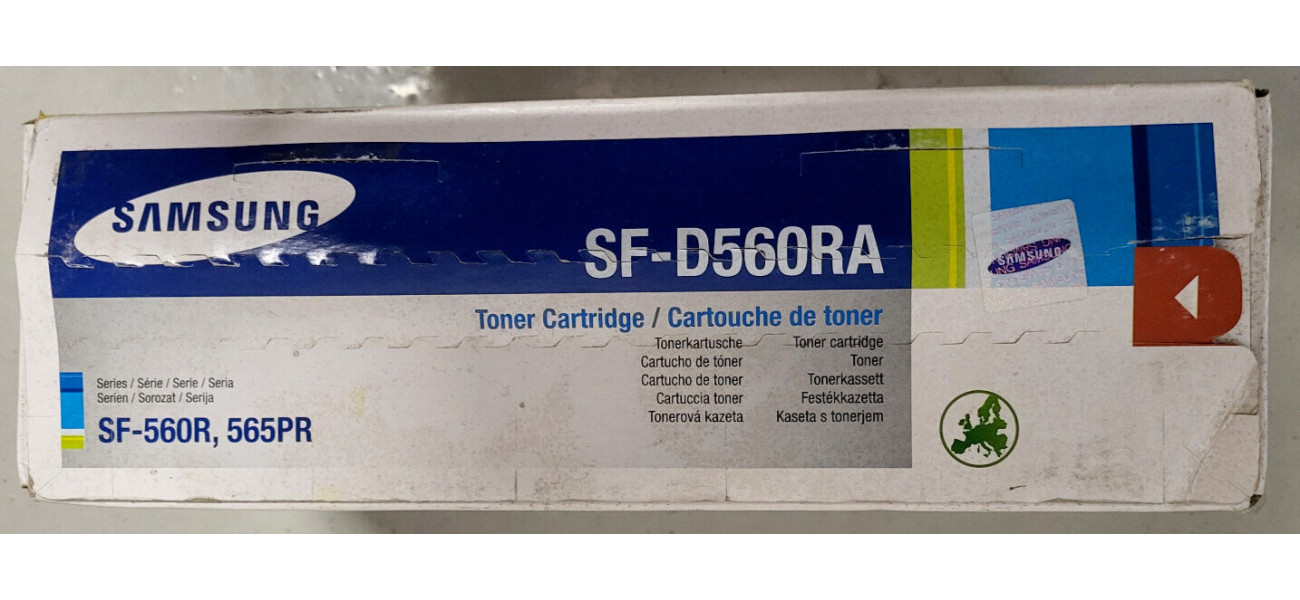 SAMSUNG
SF-D560RA
SAMSUNG
Toner Cartridge / Cartouche de toner
Tonerkartusche Toner cartridge
Cartucho de tóner Toner
Cartucho de toner Tonerkassett
Cartuccia toner Festékkazetta
Tonerová kazeta Kaseta s tonerjem
Series / Série / Serie / Seria
Serien / Sorozat / Serija
SF-560R, 565PR